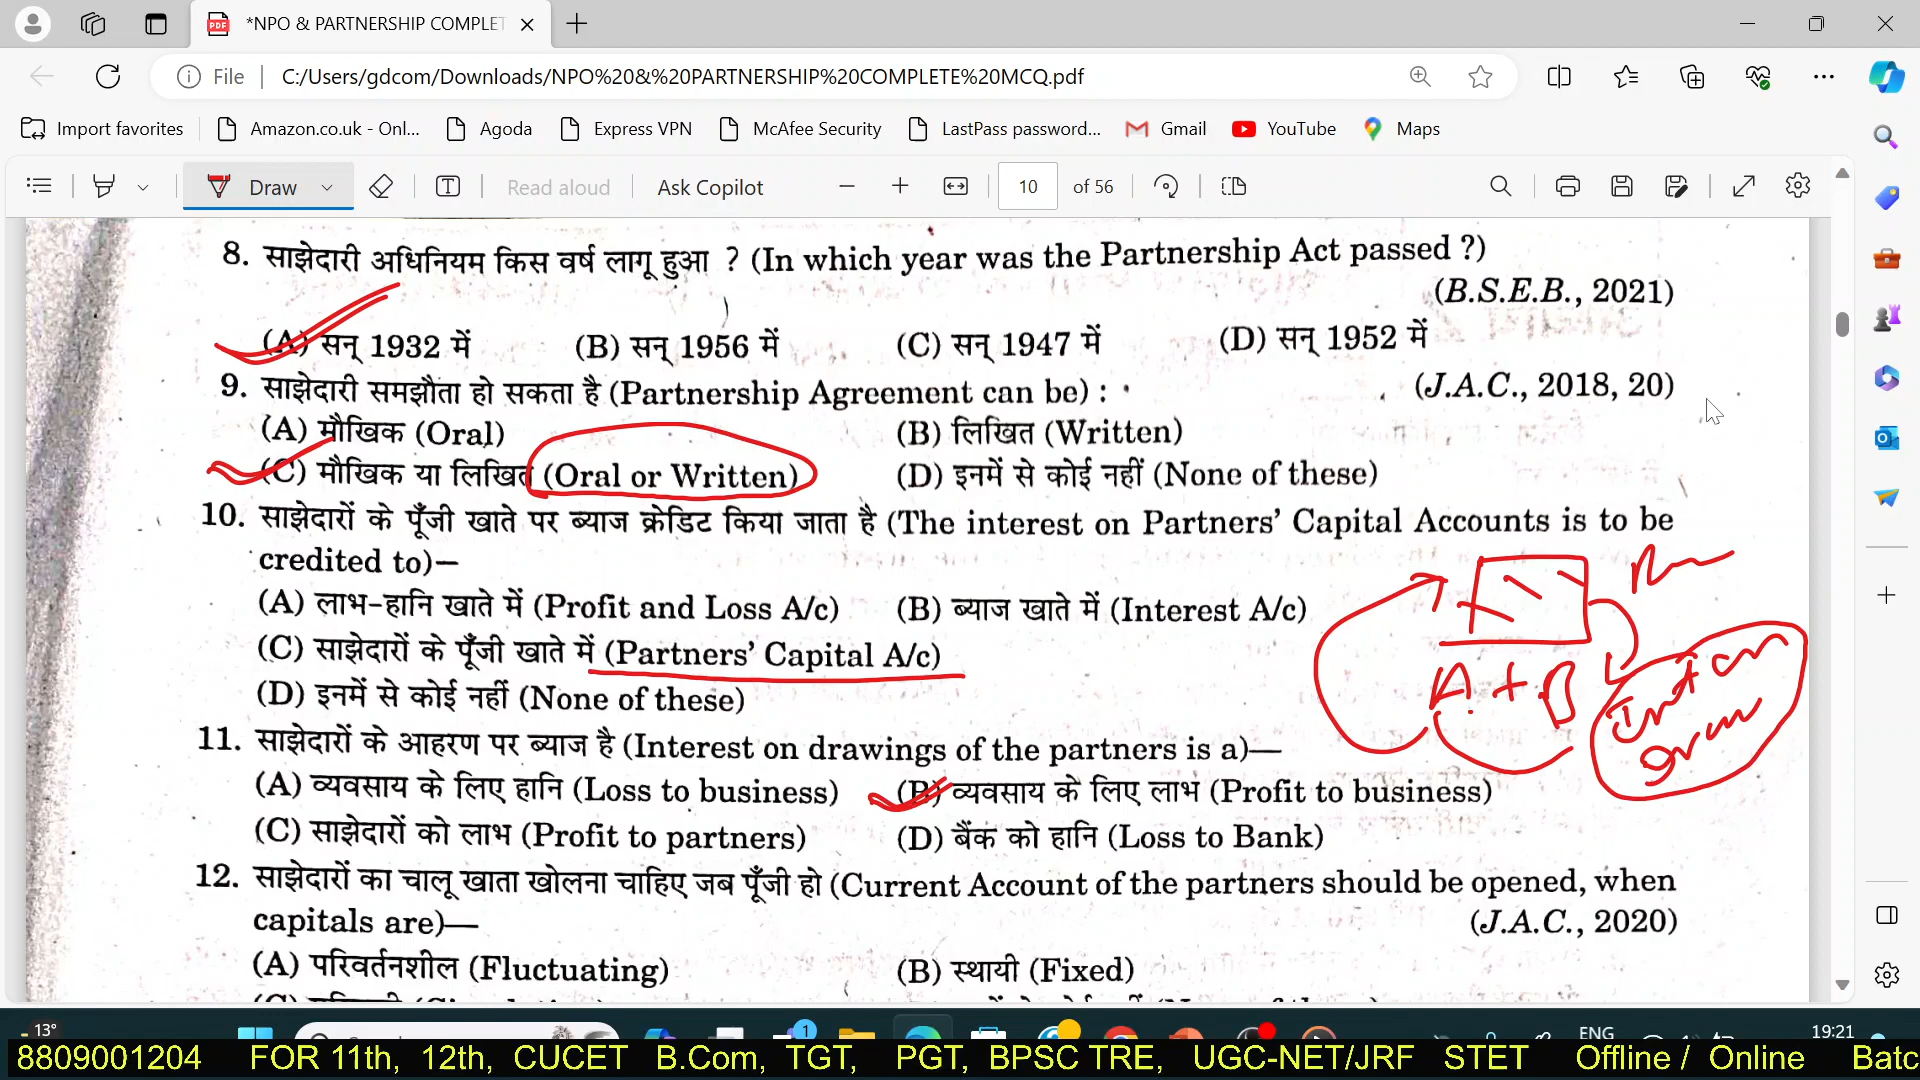 *NPO & PARTNERSHIP COMPLET
File C:/Users/gdcom/Downloads/NPO%20&%20PARTNERSHIP%20COMPLETE%20MCQ.pdf
Import favorites Amazon.co.uk - Onl... Agoda Express VPN McAfee Security LastPass password... Gmail YouTube Maps
Draw Read aloud Ask Copilot 10 of 56
8. साझेदारी अधिनियम किस वर्ष लागू हुआ ? (In which year was the Partnership Act passed ?)
(B.S.E.B., 2021)
(A) सन् 1932 में (B) सन् 1956 में (C) सन् 1947 में (D) सन् 1952 में
9. साझेदारी समझौता हो सकता है (Partnership Agreement can be) : (J.A.C., 2018, 20)
(A) मौखिक (Oral) (B) लिखित (Written)
(C) मौखिक या लिखित (Oral or Written) (D) इनमें से कोई नहीं (None of these)
10. साझेदारों के पूँजी खाते पर ब्याज क्रेडिट किया जाता है (The interest on Partners' Capital Accounts is to be
credited to)—
(A) लाभ-हानि खाते में (Profit and Loss A/c) (B) ब्याज खाते में (Interest A/c)
(C) साझेदारों के पूँजी खाते में (Partners' Capital A/c)
(D) इनमें से कोई नहीं (None of these)
A + B
11. साझेदारों के आहरण पर ब्याज है (Interest on drawings of the partners is a)—
(A) व्यवसाय के लिए हानि (Loss to business) (B) व्यवसाय के लिए लाभ (Profit to business)
(C) साझेदारों को लाभ (Profit to partners) (D) बैंक को हानि (Loss to Bank)
12. साझेदारों का चालू खाता खोलना चाहिए जब पूँजी हो (Current Account of the partners should be opened, when
capitals are)— (J.A.C., 2020)
(A) परिवर्तनशील (Fluctuating) (B) स्थायी (Fixed)
13° 1 ENG 19:21
8809001204 FOR 11th, 12th, CUCET B.Com, TGT, PGT, BPSC TRE, UGC-NET/JRF STET Offline / Online Batc